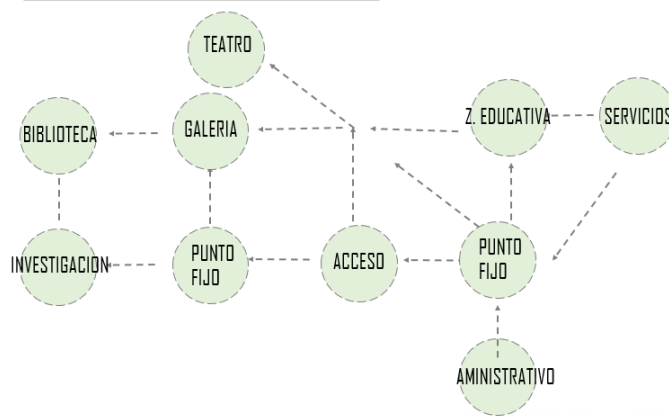 TEATRO
BIBLIOTECA
GALERIA
Z. EDUCATIVA
SERVICIOS
INVESTIGACION
PUNTO
FIJO
ACCESO
PUNTO
FIJO
AMINISTRATIVO